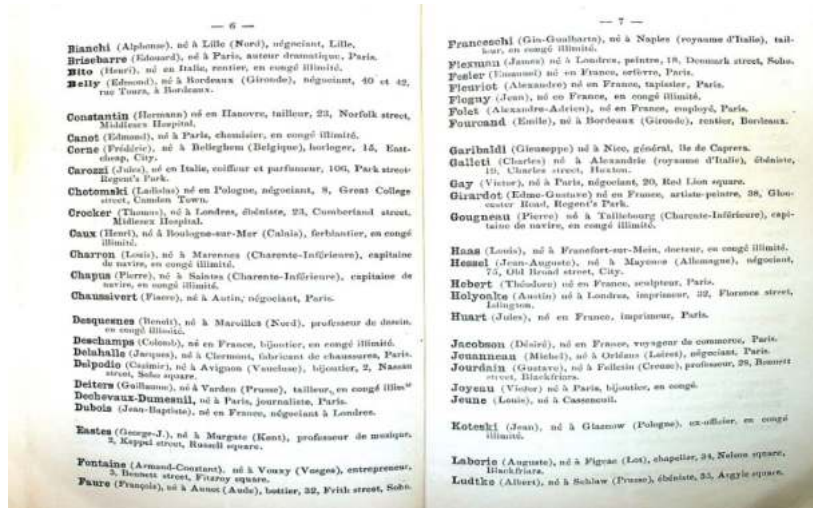 — 6 —
Bianchi (Alphonse), né à Lille (Nord), négociant, Lille.
Brisebarre (Edouard), né à Paris, auteur dramatique, Paris.
Bito (Henri), né en Italie, rentier, en congé illimité.
Belly (Edmond), né à Bordeaux (Gironde), négociant, 40 et 42,
rue Tours, à Bordeaux.
Constantin (Hermann) né en Hanovre, tailleur, 23, Norfolk street,
Middlesex Hospital.
Canot (Edmond), né à Paris, chemisier, en congé illimité.
Corne (Frédéric), né à Belleghem (Belgique), horloger, 15, East-
cheap, City.
Carozzi (Jules), né en Italie, coiffeur et parfumeur, 106, Park street
Regent's Park.
Chotomski (Ladislas) né en Pologne, négociant, 8, Great College
street, Camden Town.
Crocker (Thomas), né à Londres, ébéniste, 23, Cumberland street,
Middlesex Hospital.
Caux (Henri), né à Boulogne-sur-Mer (Calais), ferblantier, en congé
illimité.
Charron (Louis), né à Marennes (Charente-Inférieure), capitaine
de navire, en congé illimité.
Chapus (Pierre), né à Saintes (Charente-Inférieure), capitaine de
navire, en congé illimité.
Chaussivert (Fiacre), né à Autin, négociant, Paris.
Desquesnes (Benoit), né à Maroilles (Nord), professeur de dessin,
en congé illimité.
Deschamps (Colomb), né en France, bijoutier, en congé illimité.
Delahalle (Jacques), né à Clermont, fabricant de chaussures, Paris.
Delpodio (Casimir), né à Avignon (Vaucluse), bijoutier, 2, Nassau
street, Soho square.
Deiters (Guillaume), né à Varden (Prusse), tailleur, en congé illim
Dechevaux-Dumesnil, né à Paris, journaliste, Paris.
Dubois (Jean-Baptiste), né en France, négociant à Londres.
Eastes (George-J.), né à Margate (Kent), professeur de musique,
2, Keppel street, Russell square.
Fontaine (Armand-Constant), né à Vouxy (Vosges), entrepreneur,
3, Bennett street, Fitzroy square.
Faure (François), né à Aunot (Aude), bottier, 32, Frith street, Soho.
— 7 —
Franceschi (Gia-Gualbarta), né à Naples (royaume d'Italie), tail-
leur, en congé illimité.
Flexman (James) né à Londres, peintre, 18, Denmark street, Soho.
Fesler (Emanuel) né en France, orfèvre, Paris.
Fleuriot (Alexandre) né en France, tapissier, Paris.
Floguy (Jean), né en France, en congé illimité.
Folet (Alexandre-Adrien), né en France, employé, Paris.
Fourcand (Emile), né à Bordeaux (Gironde), rentier, Bordeaux.
Garibaldi (Gieuseppe) né à Nice, général, Ile de Caprera.
Galleti (Charles) né à Alexandrie (royaume d'Italie), ébéniste,
19, Charles street, Hoxton.
Gay (Victor), né à Paris, négociant, 20, Red Lion square.
Girardot (Edme-Gustave) né en France, artiste-peintre, 38, Glou-
cester Road, Regent's Park.
Gougneau (Pierre) né à Taillebourg (Charente-Inférieure), capi-
taine de navire, en congé illimité.
Haas (Louis), né à Francfort-sur-Mein, docteur, en congé illimité.
Hessel (Jean-Auguste), né à Mayence (Allemagne), négociant,
75, Old Broad street, City.
Hebert (Théodore) né en France, sculpteur, Paris.
Holyoake (Austin) né à Londres, imprimeur, 32, Florence street,
Islington.
Huart (Jules), né en France, imprimeur, Paris.
Jacobson (Désiré), né en France, voyageur de commerce, Paris.
Jeuanneau (Michel), né à Orléans (Loiret), négociant, Paris.
Jourdain (Gustave), né à Felletin (Creuse), professeur, 28, Bennett
street, Blackfriars.
Joyeau (Victor) né à Paris, bijoutier, en congé.
Jeune (Louis), né à Casseneuil.
Koteski (Jean), né à Glasnow (Pologne), ex-officier, en congé
illimité.
Laborie (Auguste), né à Figeac (Lot), chapelier, 34, Nelson square,
Blackfriars.
Ludtke (Albert), né à Schlaw (Prusse), ébéniste, 35, Argyle square.